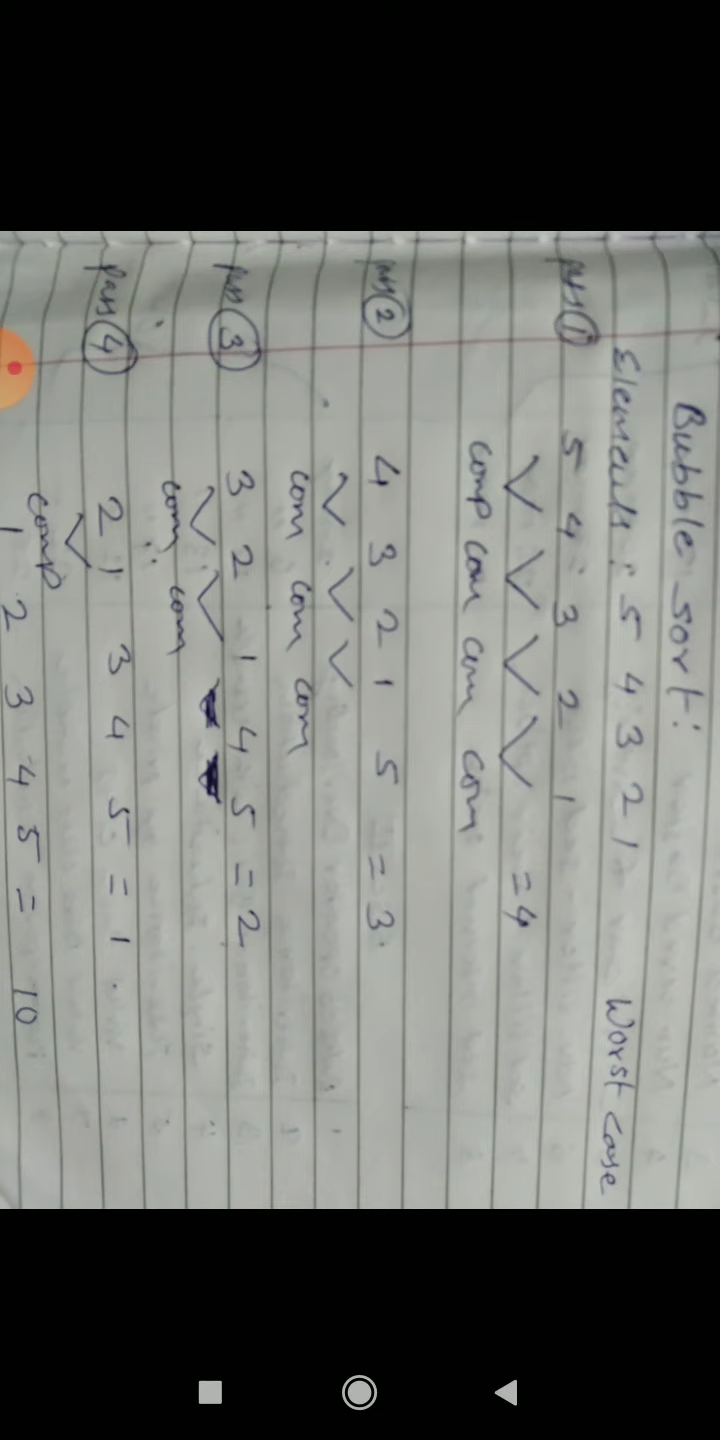 Bubble sort:
Elements: 5 4 3 2 1 Worst case
pass ① 5 4 3 2 1
= 4
comp com com com
pass ② 4 3 2 1 5 = 3
com com com
pass ③ 3 2 1 4 5 = 2
com com
pass ④ 2 1 3 4 5 = 1
comp
1 2 3 4 5 = 10